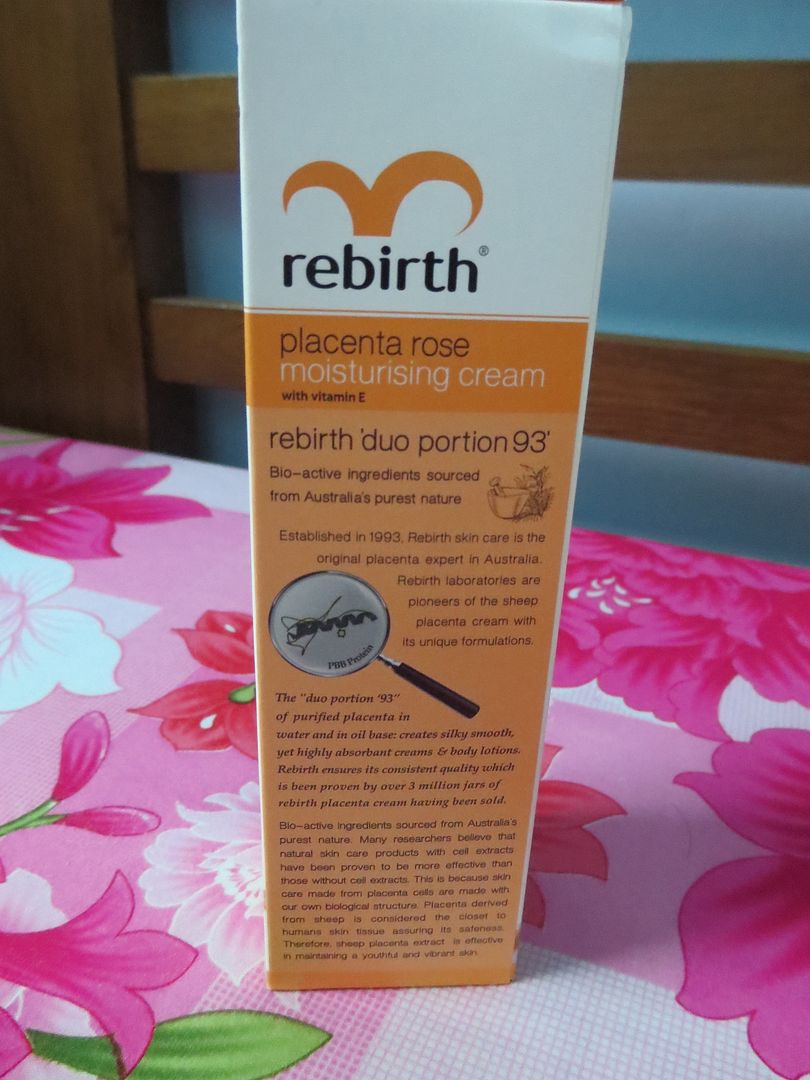 rebirth®
placenta rose
moisturising cream
with vitamin E
rebirth 'duo portion 93'
Bio-active ingredients sourced
from Australia's purest nature
Established in 1993, Rebirth skin care is the
original placenta expert in Australia.
Rebirth laboratories are
pioneers of the sheep
placenta cream with
its unique formulations.
PBB Protein
The "duo portion '93"
of purified placenta in
water and in oil base: creates silky smooth,
yet highly absorbant creams & body lotions.
Rebirth ensures its consistent quality which
is been proven by over 3 million jars of
rebirth placenta cream having been sold.
Bio-active ingredients sourced from Australia's
purest nature. Many researchers believe that
natural skin care products with cell extracts
have been proven to be more effective than
those without cell extracts. This is because skin
care made from placenta cells are made with
our own biological structure. Placenta derived
from sheep is considered the closet to
humans skin tissue assuring its safeness.
Therefore, sheep placenta extract is effective
in maintaining a youthful and vibrant skin.